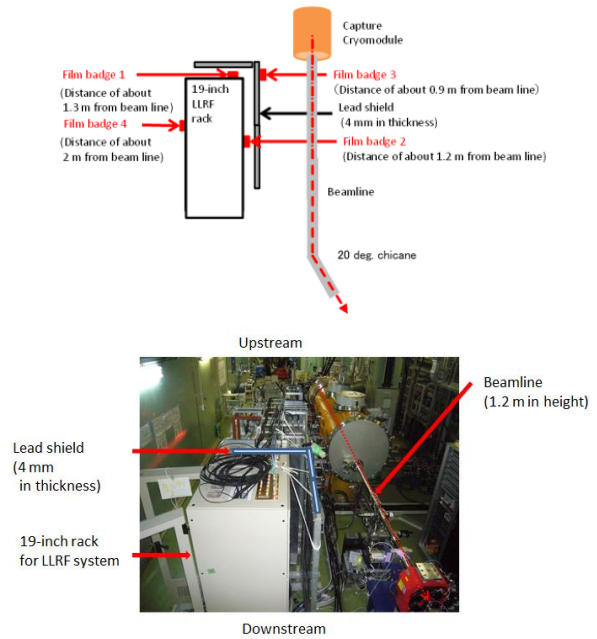 Capture
Cryomodule
Film badge 1
(Distance of about
1.3 m from beam line)
19-inch
LLRF
rack
Film badge 3
(Distance of about 0.9 m from beam line)
Lead shield
(4 mm in thickness)
Film badge 4
(Distance of about
2 m from beam line)
Film badge 2
(Distance of about 1.2 m from beam line)
Beamline
20 deg. chicane
Upstream
Beamline
(1.2 m in height)
Lead shield
(4 mm
in thickness)
19-inch rack
for LLRF system
Downstream